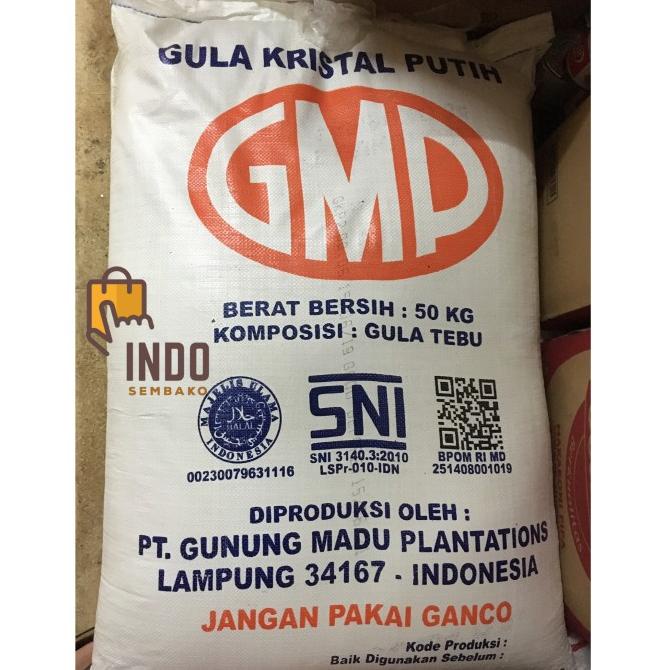 GULA KRISTAL PUTIH
GMP
BERAT BERSIH : 50 KG
KOMPOSISI : GULA TEBU
INDO
SEMBAKO
MAJELIS ULAMA
حلال
HALAL
INDONESIA
00230079631116
SNI
SNI 3140.3:2010
LSPr-010-IDN
BPOM RI MD
251408001019
DIPRODUKSI OLEH :
PT. GUNUNG MADU PLANTATIONS
LAMPUNG 34167 - INDONESIA
JANGAN PAKAI GANCO
Kode Produksi :
Baik Digunakan Sebelum :